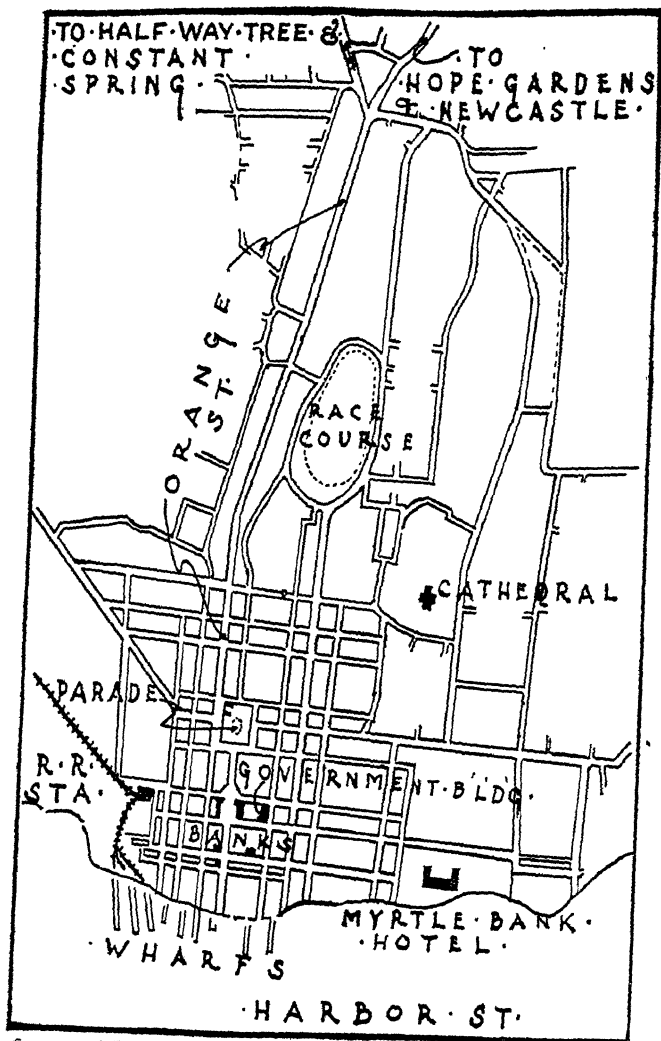 ·TO·HALF·WAY·TREE·&
·CONSTANT·
·SPRING·
·TO
·HOPE·GARDENS
& NEWCASTLE·
ORANGE
ST.
RACE
COURSE
CATHEDRAL
PARADE
R.R.
STA.
GOVERNMENT·BLDG.
BANKS
MYRTLE·BANK·
·HOTEL·
·WHARFS
·HARBOR·ST·